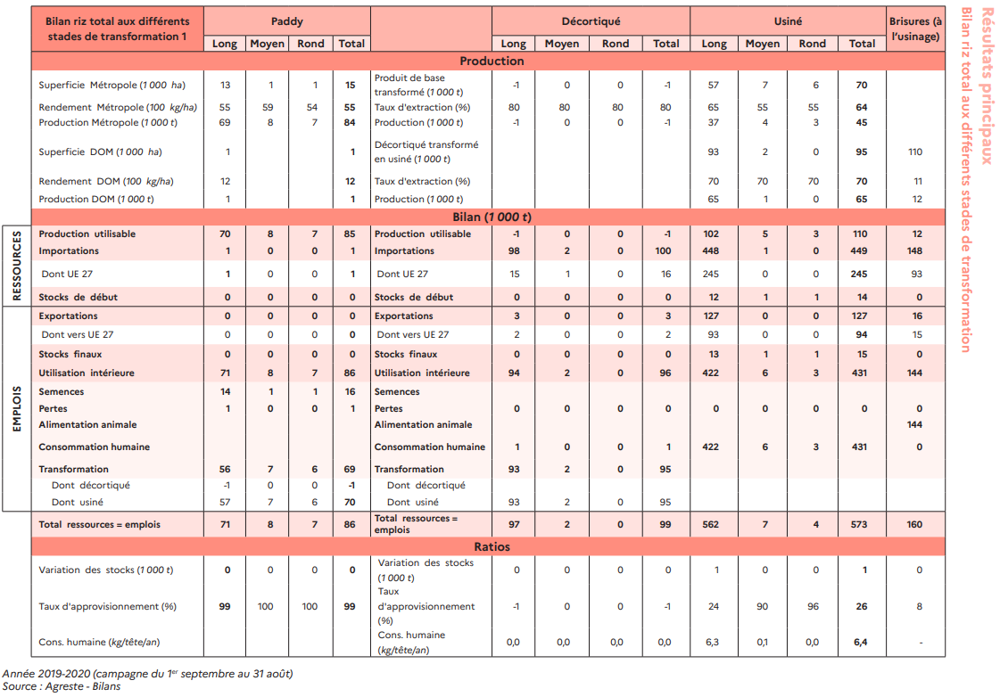 Bilan riz total aux différents stades de transformation 1 Paddy Décortiqué Usiné Brisures (à l'usinage)
Long Moyen Rond Total Long Moyen Rond Total Long Moyen Rond Total
Production
Superficie Métropole (1 000 ha) 13 1 1 15 Produit de base transformé (1 000 t) -1 0 0 -1 57 7 6 70
Rendement Métropole (100 kg/ha) 55 59 54 55 Taux d'extraction (%) 80 80 80 80 65 55 55 64
Production Métropole (1 000 t) 69 8 7 84 Production (1 000 t) -1 0 0 -1 37 4 3 45
Superficie DOM (1 000 ha) 1 1 Décortiqué transformé en usiné (1 000 t) 93 2 0 95 110
Rendement DOM (100 kg/ha) 12 12 Taux d'extraction (%) 70 70 70 70 11
Production DOM (1 000 t) 1 1 Production (1 000 t) 65 1 0 65 12
Bilan (1 000 t)
RESSOURCES
Production utilisable 70 8 7 85 Production utilisable -1 0 0 -1 102 5 3 110 12
Importations 1 0 0 1 Importations 98 2 0 100 448 1 0 449 148
Dont UE 27 1 0 0 1 Dont UE 27 15 1 0 16 245 0 0 245 93
Stocks de début 0 0 0 0 Stocks de début 0 0 0 0 12 1 1 14 0
EMPLOIS
Exportations 0 0 0 0 Exportations 3 0 0 3 127 0 0 127 16
Dont vers UE 27 0 0 0 0 Dont vers UE 27 2 0 0 2 93 0 0 94 15
Stocks finaux 0 0 0 0 Stocks finaux 0 0 0 0 13 1 1 15 0
Utilisation intérieure 71 8 7 86 Utilisation intérieure 94 2 0 96 422 6 3 431 144
Semences 14 1 1 16 Semences
Pertes 1 0 0 1 Pertes 0 0 0 0 0 0 0 0 0
Alimentation animale Alimentation animale 144
Consommation humaine Consommation humaine 1 0 0 1 422 6 3 431 0
Transformation 56 7 6 69 Transformation 93 2 0 95
Dont décortiqué -1 0 0 -1 Dont décortiqué
Dont usiné 57 7 6 70 Dont usiné 93 2 0 95
Total ressources = emplois 71 8 7 86 Total ressources = emplois 97 2 0 99 562 7 4 573 160
Ratios
Variation des stocks (1 000 t) 0 0 0 0 Variation des stocks (1 000 t) 0 0 0 0 1 0 0 1 0
Taux d'approvisionnement (%) 99 100 100 99 Taux d'approvisionnement (%) -1 0 0 -1 24 90 96 26 8
Cons. humaine (kg/tête/an) Cons. humaine (kg/tête/an) 0,0 0,0 0,0 0,0 6,3 0,1 0,0 6,4 -
Année 2019-2020 (campagne du 1er septembre au 31 août)
Source : Agreste - Bilans
Résultats principaux
Bilan riz total aux différents stades de transformation